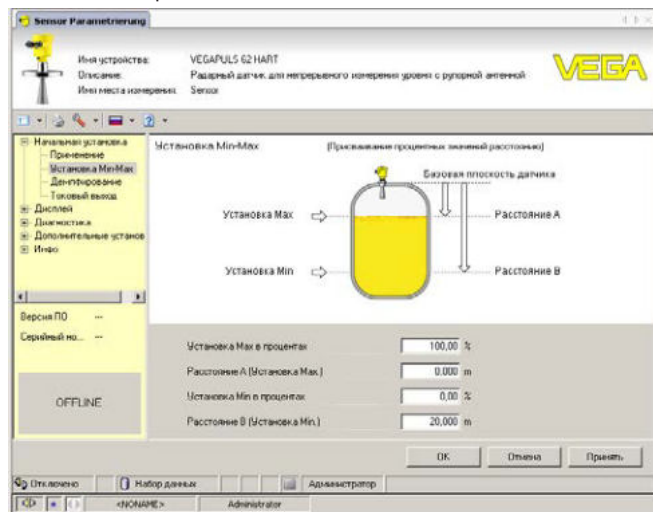 Sensor Parametrierung
Имя устройства: VEGAPULS 62 HART
Описание: Радарный датчик для непрерывного измерения уровня с рупорной антенной
Имя места измерения: Sensor
VEGA
Начальная установка
Применение
Установка Min-Max
Демпфирование
Токовый выход
Дисплей
Диагностика
Дополнительные установ
Инфо
Версия ПО ---
Серийный но... ---
OFFLINE
Установка Min-Max (Присваивание процентных значений расстоянию)
Базовая плоскость датчика
Установка Max
Расстояние A
Установка Min
Расстояние B
Установка Max в процентах 100,00 %
Расстояние A (Установка Max.) 0.000 m
Установка Min в процентах 0,00 %
Расстояние B (Установка Min.) 20,000 m
OK Отмена Принять
Отключено Набор данных Администратор
<NONAME> Administrator